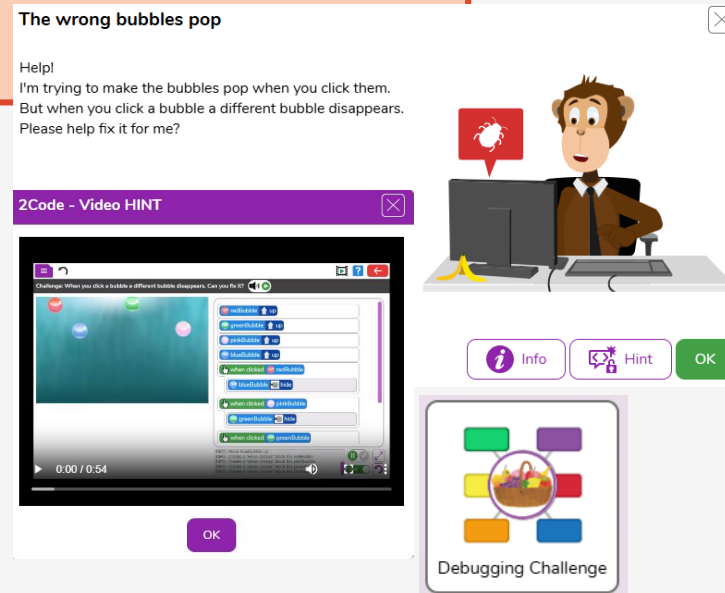 The wrong bubbles pop
Help!
I'm trying to make the bubbles pop when you click them.
But when you click a bubble a different bubble disappears.
Please help fix it for me?
2Code - Video HINT
Challenge: When you click a bubble a different bubble disappears. Can you fix it?
redBubble up
greenBubble up
pinkBubble up
blueBubble up
when clicked redBubble
blueBubble hide
when clicked pinkBubble
greenBubble hide
when clicked greenBubble
0:00 / 0:54
OK
Info
Hint
OK
Debugging Challenge